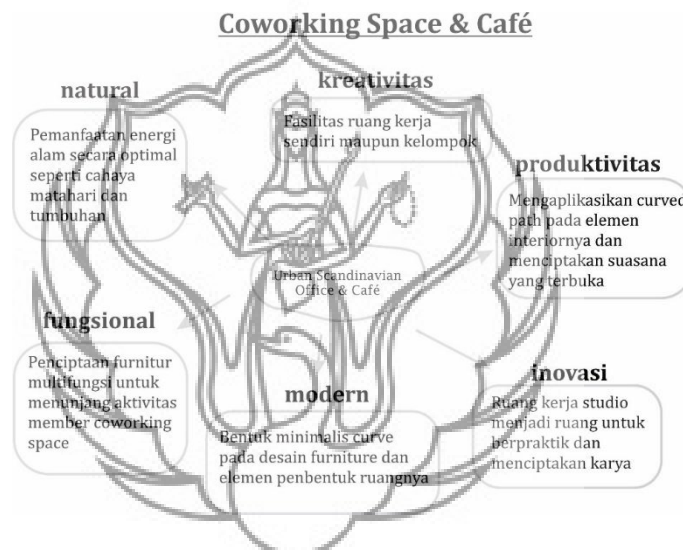 Coworking Space & Café
natural
Pemanfaatan energi
alam secara optimal
seperti cahaya
matahari dan
tumbuhan
kreativitas
Fasilitas ruang kerja
sendiri maupun kelompok
produktivitas
Mengaplikasikan curved
path pada elemen
interiornya dan
menciptakan suasana
yang terbuka
Urban Scandinavian
Office & Café
fungsional
Penciptaan furnitur
multifungsi untuk
menunjang aktivitas
member coworking
space
modern
Bentuk minimalis curve
pada desain furniture dan
elemen penbentuk ruangnya
inovasi
Ruang kerja studio
menjadi ruang untuk
berpraktik dan
menciptakan karya